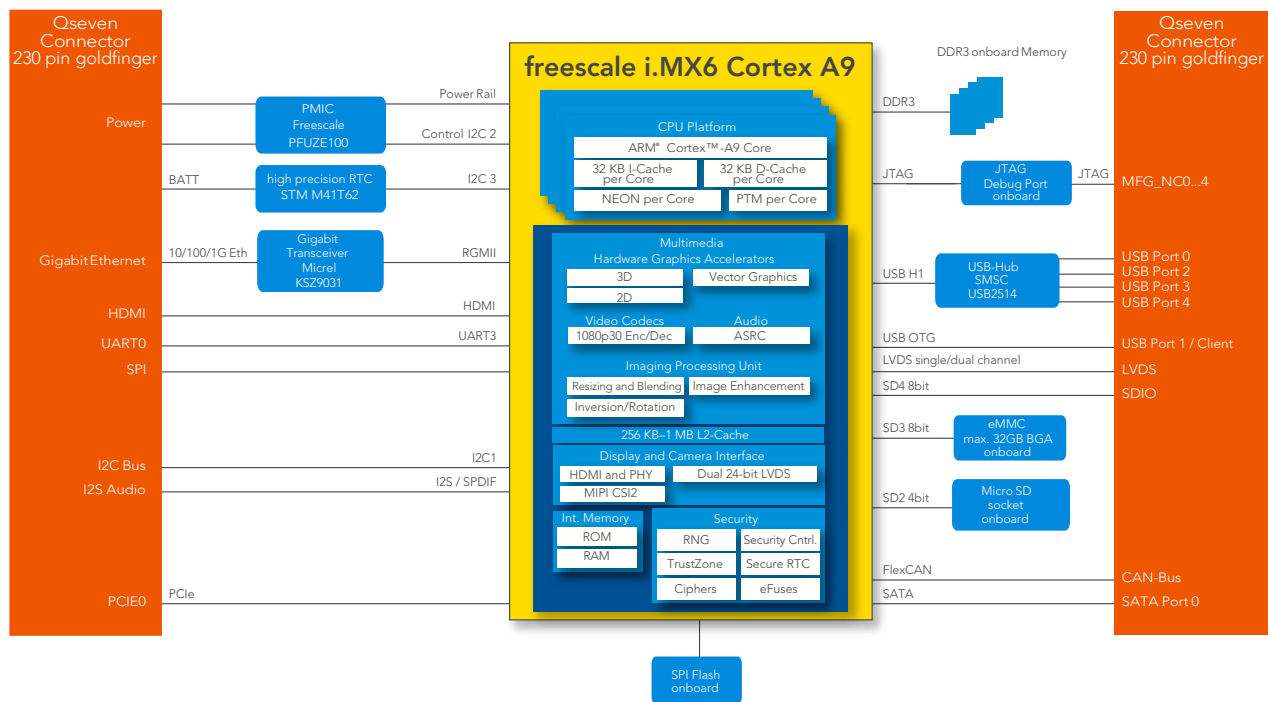 Qseven
Connector
230 pin goldfinger
Power
Gigabit Ethernet
HDMI
UART0
SPI
I2C Bus
I2S Audio
PCIE0
BATT
10/100/1G Eth
PCIe
PMIC
Freescale
PFUZE100
high precision RTC
STM M41T62
Gigabit
Transceiver
Micrel
KSZ9031
Power Rail
Control I2C 2
I2C 3
RGMII
HDMI
UART3
I2C1
I2S / SPDIF
freescale i.MX6 Cortex A9
CPU Platform
ARM® Cortex™-A9 Core
32 KB I-Cache
per Core
32 KB D-Cache
per Core
NEON per Core
PTM per Core
Multimedia
Hardware Graphics Accelerators
3D
Vector Graphics
2D
Video Codecs
Audio
1080p30 Enc/Dec
ASRC
Imaging Processing Unit
Resizing and Blending
Image Enhancement
Inversion/Rotation
256 KB–1 MB L2-Cache
Display and Camera Interface
HDMI and PHY
Dual 24-bit LVDS
MIPI CSI2
Int. Memory
ROM
RAM
Security
RNG
Security Cntrl.
TrustZone
Secure RTC
Ciphers
eFuses
SPI Flash
onboard
DDR3 onboard Memory
DDR3
JTAG
JTAG
Debug Port
onboard
JTAG
USB H1
USB-Hub
SMSC
USB2514
USB OTG
LVDS single/dual channel
SD4 8bit
SD3 8bit
eMMC
max. 32GB BGA
onboard
SD2 4bit
Micro SD
socket
onboard
FlexCAN
SATA
Qseven
Connector
230 pin goldfinger
MFG_NC0...4
USB Port 0
USB Port 2
USB Port 3
USB Port 4
USB Port 1 / Client
LVDS
SDIO
CAN-Bus
SATA Port 0